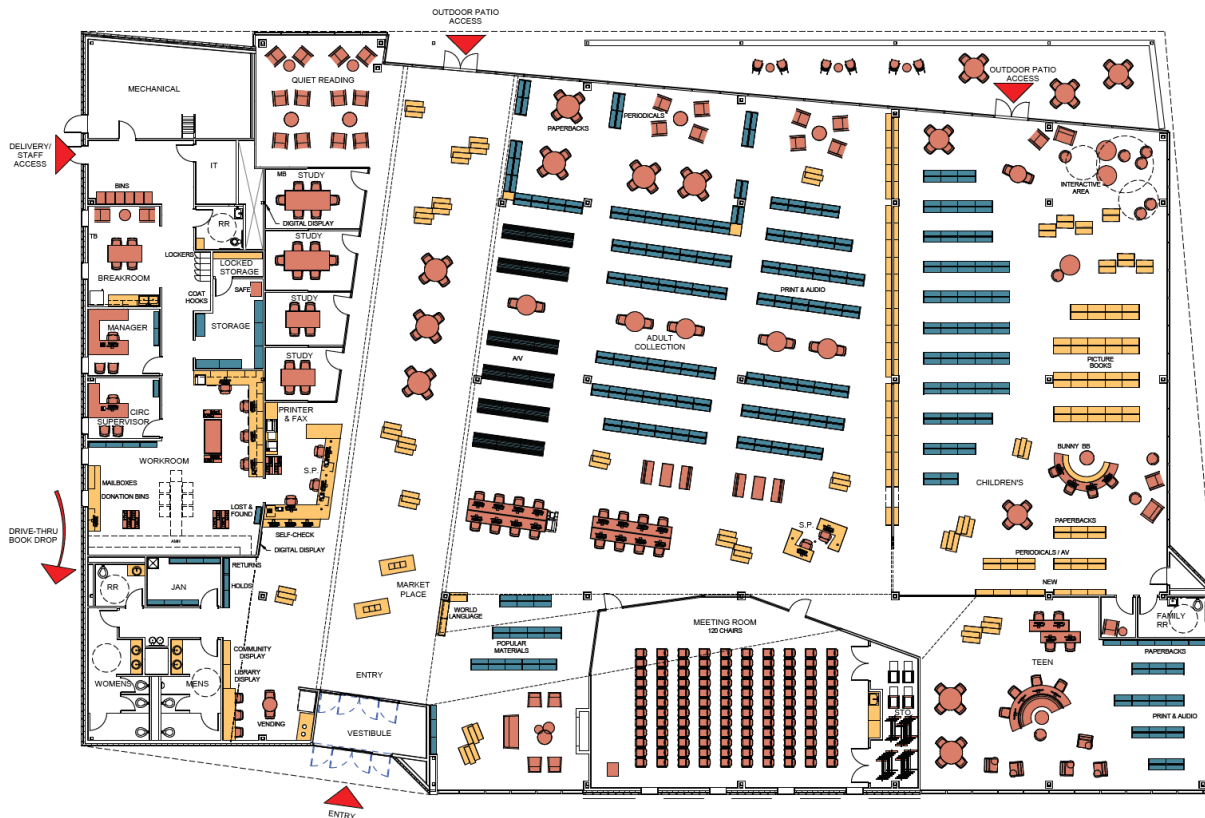 OUTDOOR PATIO
ACCESS
QUIET READING
MECHANICAL
OUTDOOR PATIO
ACCESS
PERIODICALS
PAPERBACKS
DELIVERY/
STAFF
ACCESS
IT
MB
STUDY
BINS
INTERACTIVE
AREA
RR
DIGITAL DISPLAY
TB
STUDY
LOCKERS
LOCKED
STORAGE
BREAKROOM
COAT
HOOKS
SAFE
PRINT & AUDIO
STUDY
MANAGER
STORAGE
ADULT
COLLECTION
STUDY
A/V
PICTURE
BOOKS
CIRC
SUPERVISOR
PRINTER
& FAX
BUNNY BB
WORKROOM
S.P.
MAILBOXES
DONATION BINS
CHILDREN'S
LOST &
FOUND
PAPERBACKS
DRIVE-THRU
BOOK DROP
SELF-CHECK
S.P.
AMH
DIGITAL DISPLAY
PERIODICALS / AV
RETURNS
RR
JAN
HOLDS
MARKET
PLACE
NEW
WORLD
LANGUAGE
MEETING ROOM
120 CHAIRS
FAMILY
RR
POPULAR
MATERIALS
COMMUNITY
DISPLAY
PAPERBACKS
TEEN
LIBRARY
DISPLAY
ENTRY
WOMENS
MENS
STO.
PRINT & AUDIO
VENDING
VESTIBULE
ENTRY